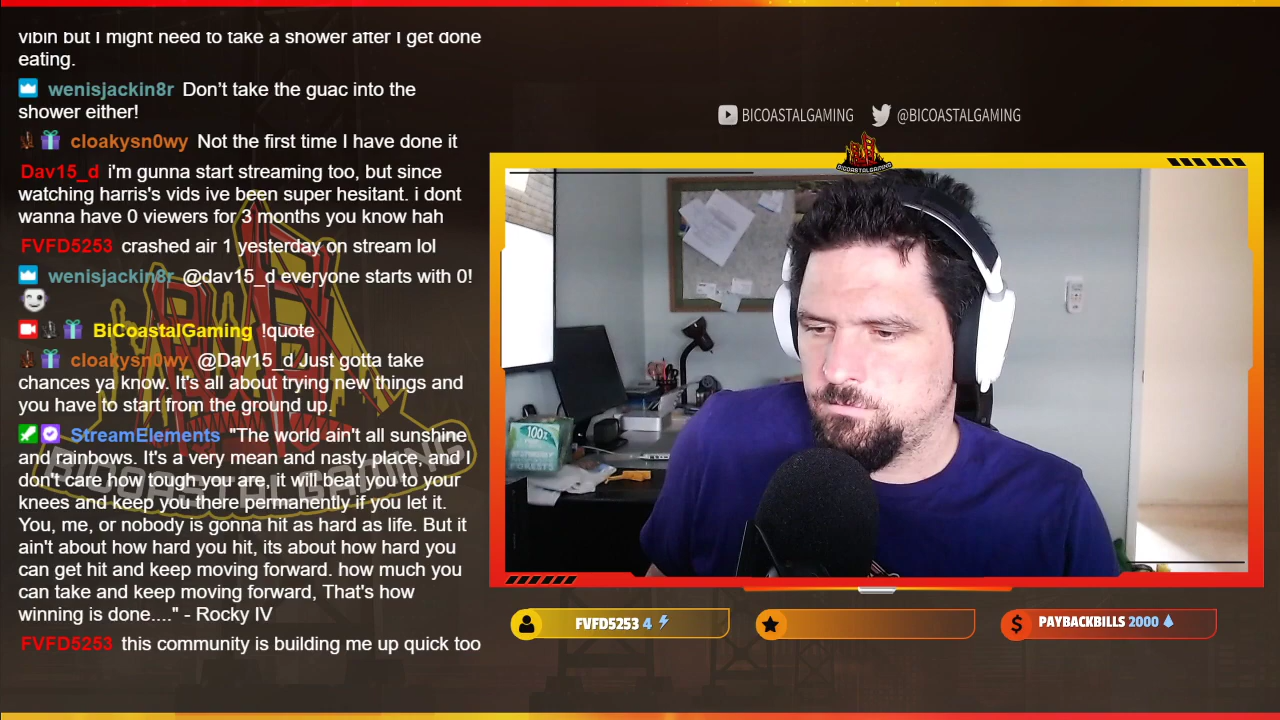 vibin but I might need to take a shower after I get done
eating.
wenisjackin8r Don't take the guac into the
shower either!
cloakysn0wy Not the first time I have done it
Dav15_d i'm gunna start streaming too, but since
watching harris's vids ive been super hesitant. i dont
wanna have 0 viewers for 3 months you know hah
FVFD5253 crashed air 1 yesterday on stream lol
wenisjackin8r @dav15_d everyone starts with 0!
BiCoastalGaming !quote
cloakysn0wy @Dav15_d Just gotta take
chances ya know. It's all about trying new things and
you have to start from the ground up.
StreamElements "The world ain't all sunshine
and rainbows. It's a very mean and nasty place, and I
don't care how tough you are, it will beat you to your
knees and keep you there permanently if you let it.
You, me, or nobody is gonna hit as hard as life. But it
ain't about how hard you hit, its about how hard you
can get hit and keep moving forward. how much you
can take and keep moving forward, That's how
winning is done...." - Rocky IV
FVFD5253 this community is building me up quick too
BICOASTALGAMING
BICOASTALGAMING
@BICOASTALGAMING
BICOASTALGAMING
100%
FORESTS
FVFD5253 4
PAYBACKBILLS 2000